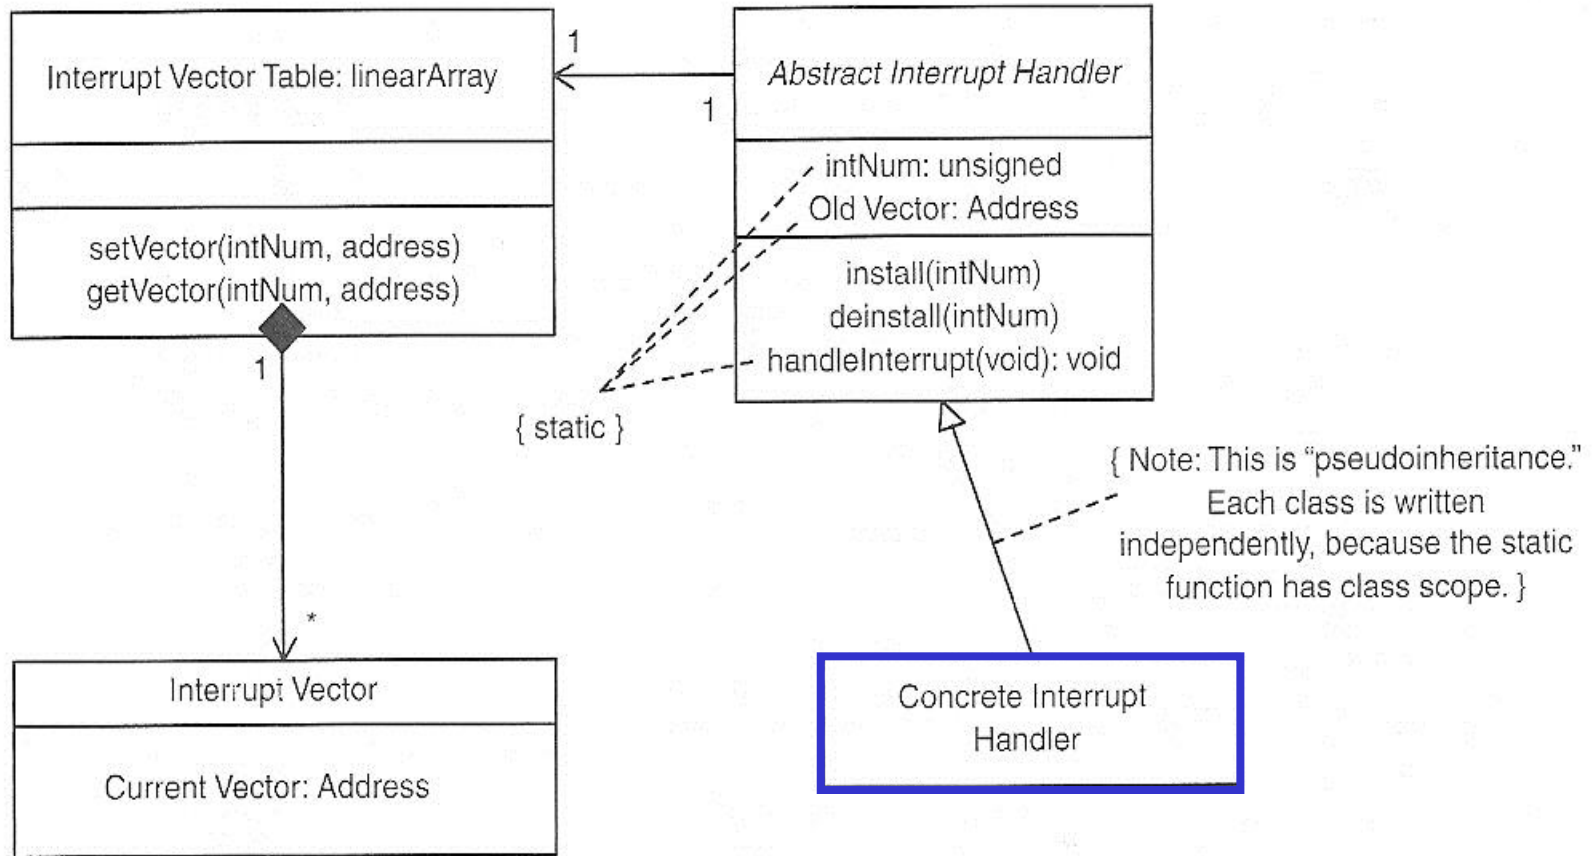 Interrupt Vector Table: linearArray
setVector(intNum, address)
getVector(intNum, address)
1
1
Abstract Interrupt Handler
intNum: unsigned
Old Vector: Address
install(intNum)
deinstall(intNum)
handleInterrupt(void): void
{ static }
1
*
{ Note: This is “pseudoinheritance.”
Each class is written
independently, because the static
function has class scope. }
Interrupt Vector
Current Vector: Address
Concrete Interrupt
Handler